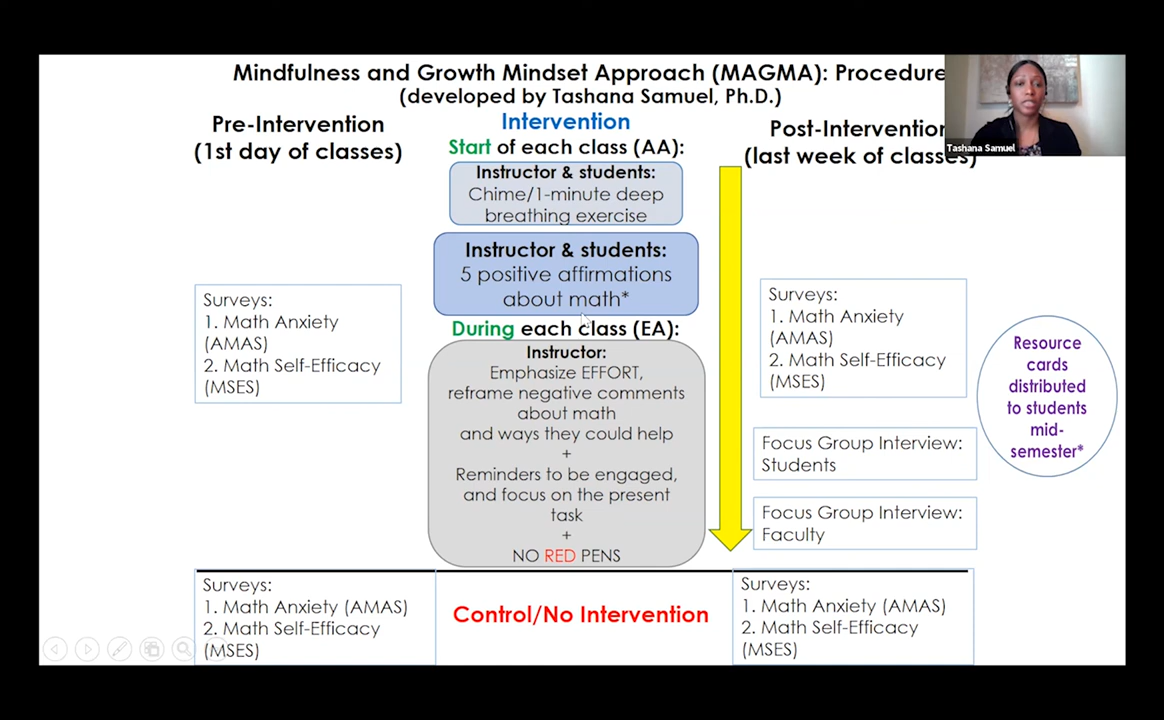 Mindfulness and Growth Mindset Approach (MAGMA): Procedure
(developed by Tashana Samuel, Ph.D.)
Tashana Samuel
Pre-Intervention
(1st day of classes)
Surveys:
1. Math Anxiety
(AMAS)
2. Math Self-Efficacy
(MSES)
Intervention
Start of each class (AA):
Instructor & students:
Chime/1-minute deep
breathing exercise
Instructor & students:
5 positive affirmations
about math*
During each class (EA):
Instructor:
Emphasize EFFORT,
reframe negative comments
about math
and ways they could help
+
Reminders to be engaged,
and focus on the present
task
+
NO RED PENS
Post-Intervention
(last week of classes)
Surveys:
1. Math Anxiety
(AMAS)
2. Math Self-Efficacy
(MSES)
Focus Group Interview:
Students
Focus Group Interview:
Faculty
Resource
cards
distributed
to students
mid-
semester*
Surveys:
1. Math Anxiety (AMAS)
2. Math Self-Efficacy
(MSES)
Control/No Intervention
Surveys:
1. Math Anxiety (AMAS)
2. Math Self-Efficacy
(MSES)